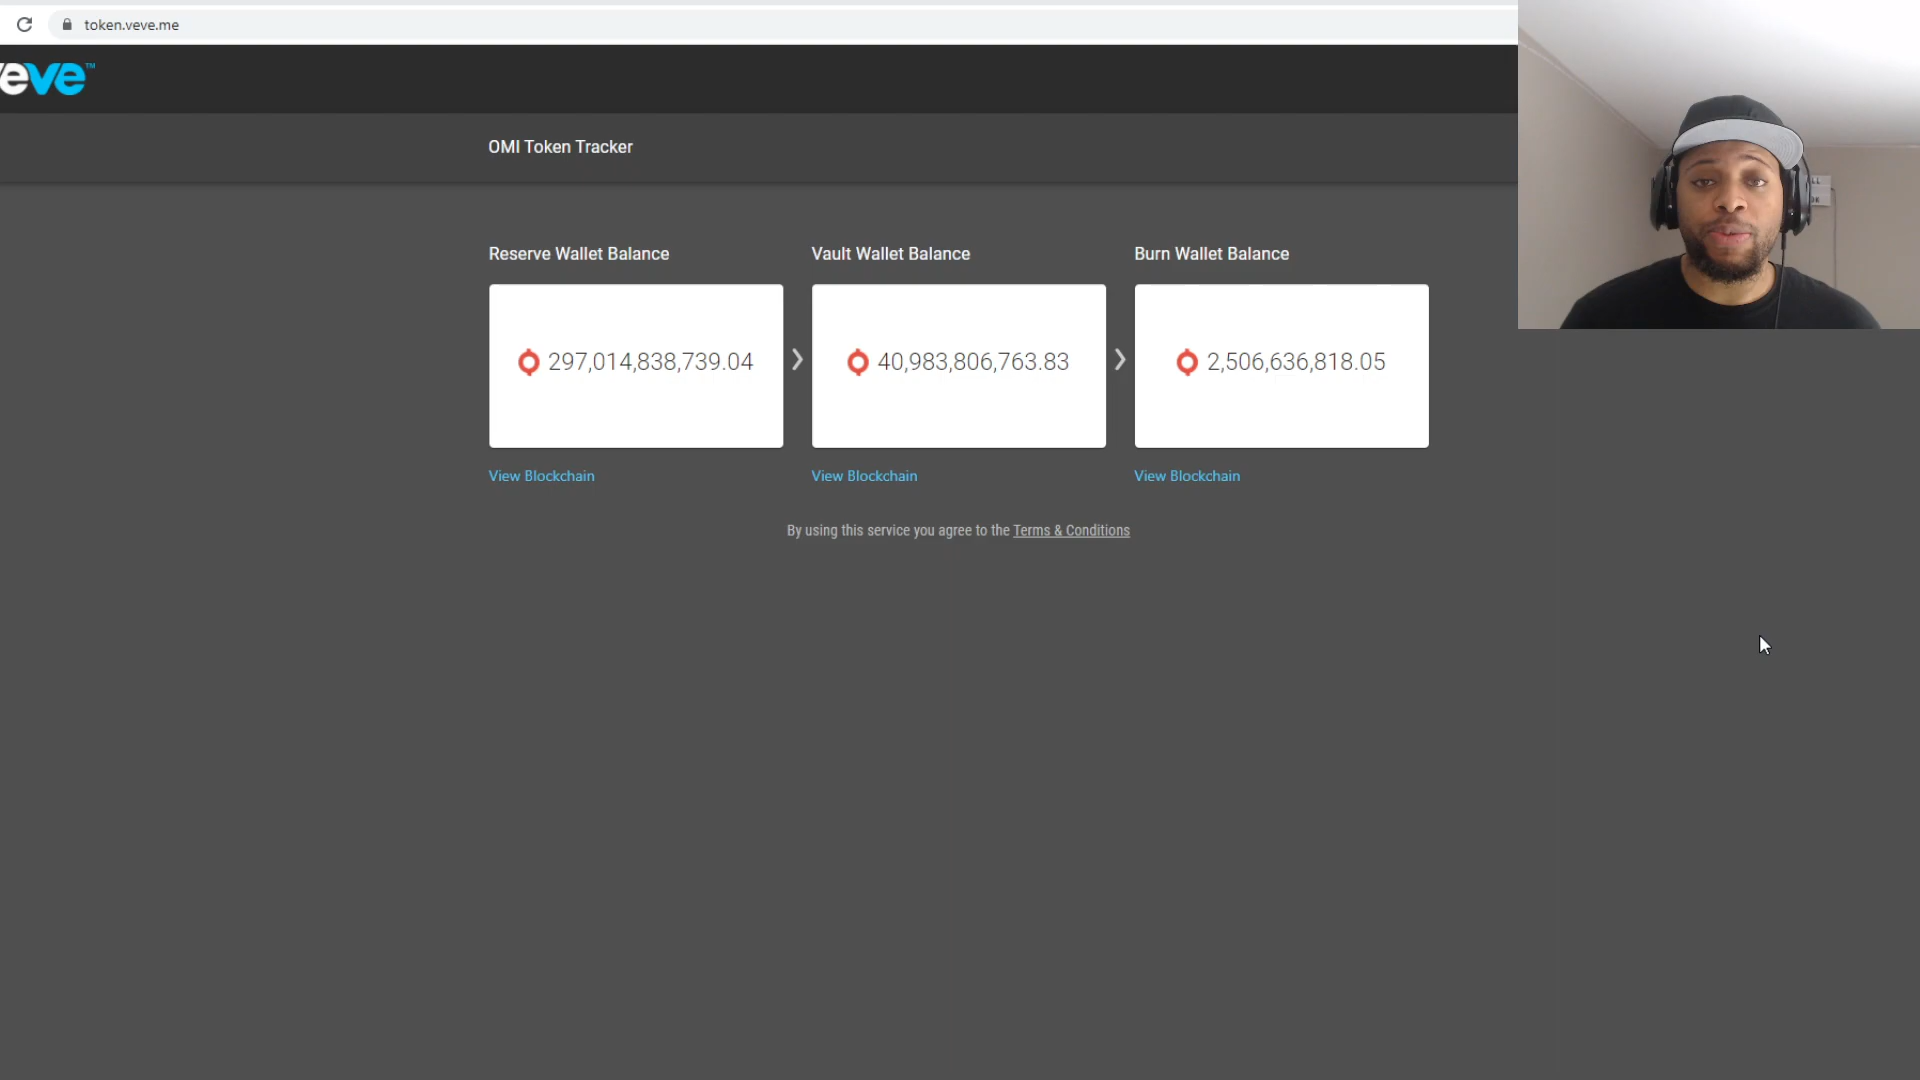 token.veve.me
eve™
OMI Token Tracker
Reserve Wallet Balance
Vault Wallet Balance
Burn Wallet Balance
297,014,838,739.04
40,983,806,763.83
2,506,636,818.05
View Blockchain
View Blockchain
View Blockchain
By using this service you agree to the Terms & Conditions